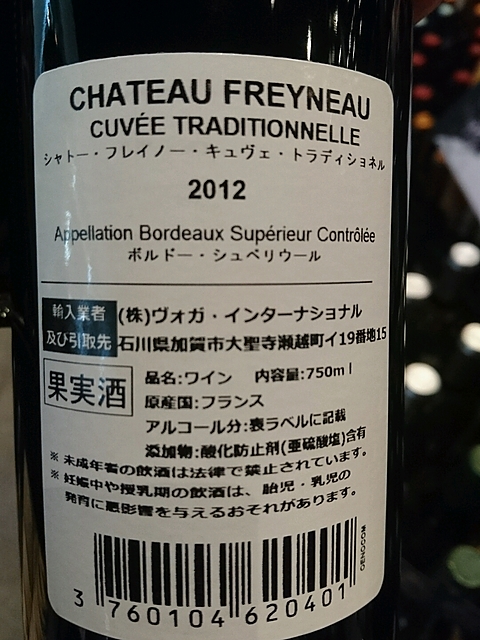 CHATEAU FREYNEAU
CUVÉE TRADITIONNELLE
シャトー・フレイノー・キュヴェ・トラディショネル
2012
Appellation Bordeaux Supérieur Contrôlée
ボルドー・シュペリウール
輸入業者 (株)ヴォガ・インターナショナル
及び引取先 石川県加賀市大聖寺瀬越町イ19番地15
果実酒
品名:ワイン 内容量:750ml
原産国:フランス
アルコール分:表ラベルに記載
添加物:酸化防止剤(亜硫酸塩)含有
※ 未成年者の飲酒は法律で禁止されています。
※ 妊娠中や授乳期の飲酒は、胎児・乳児の
発育に悪影響を与えるおそれがあります。
3 760104 620401